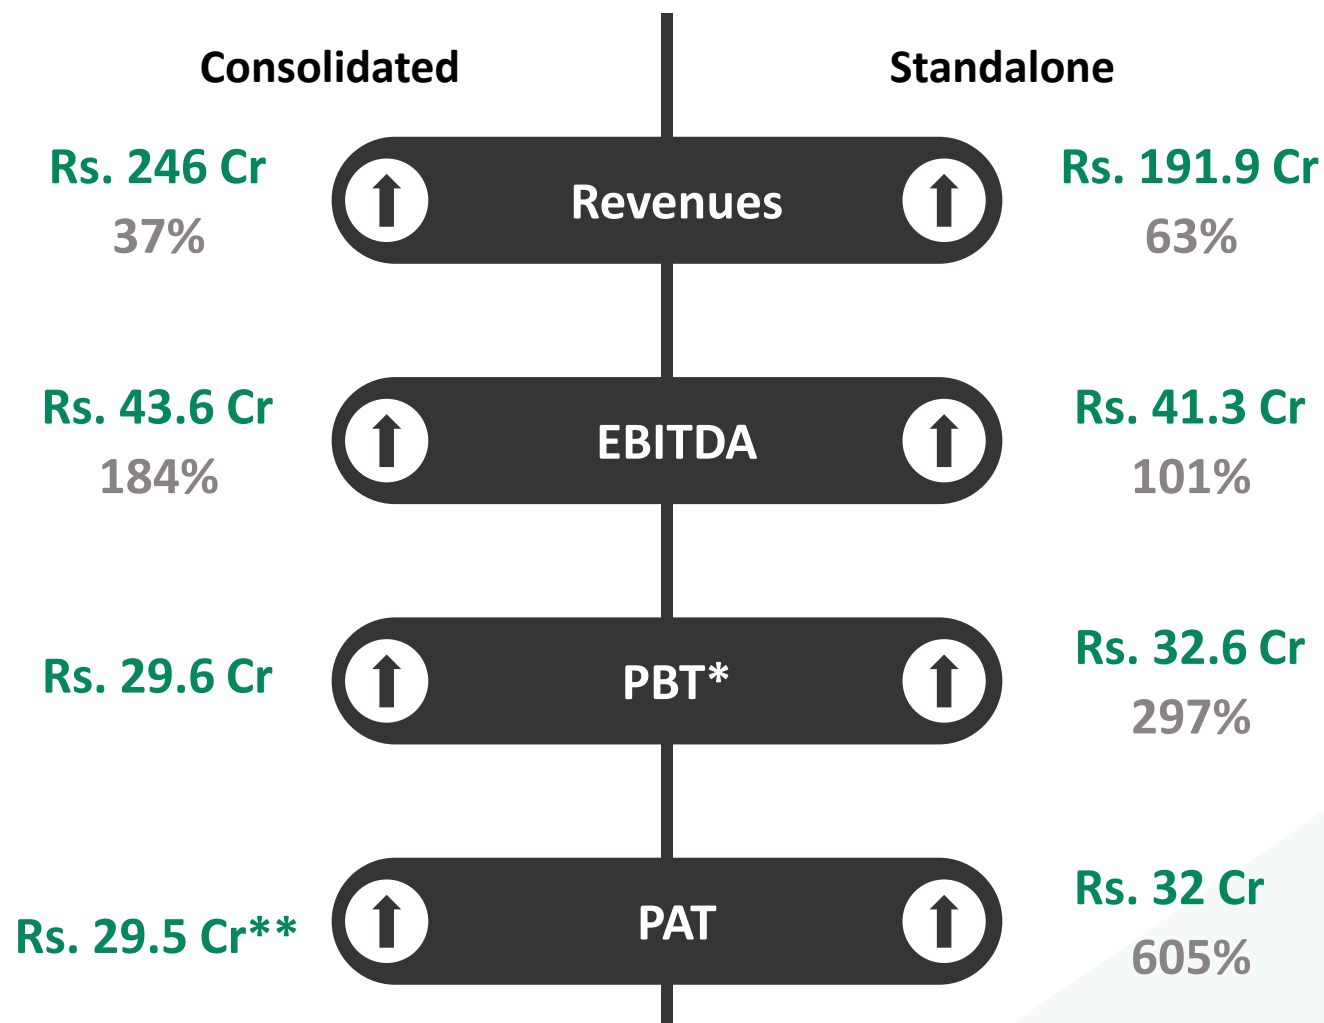 Consolidated
Standalone
Rs. 246 Cr
37%
Revenues
Rs. 191.9 Cr
63%
Rs. 43.6 Cr
184%
EBITDA
Rs. 41.3 Cr
101%
Rs. 29.6 Cr
PBT*
Rs. 32.6 Cr
297%
Rs. 29.5 Cr**
PAT
Rs. 32 Cr
605%